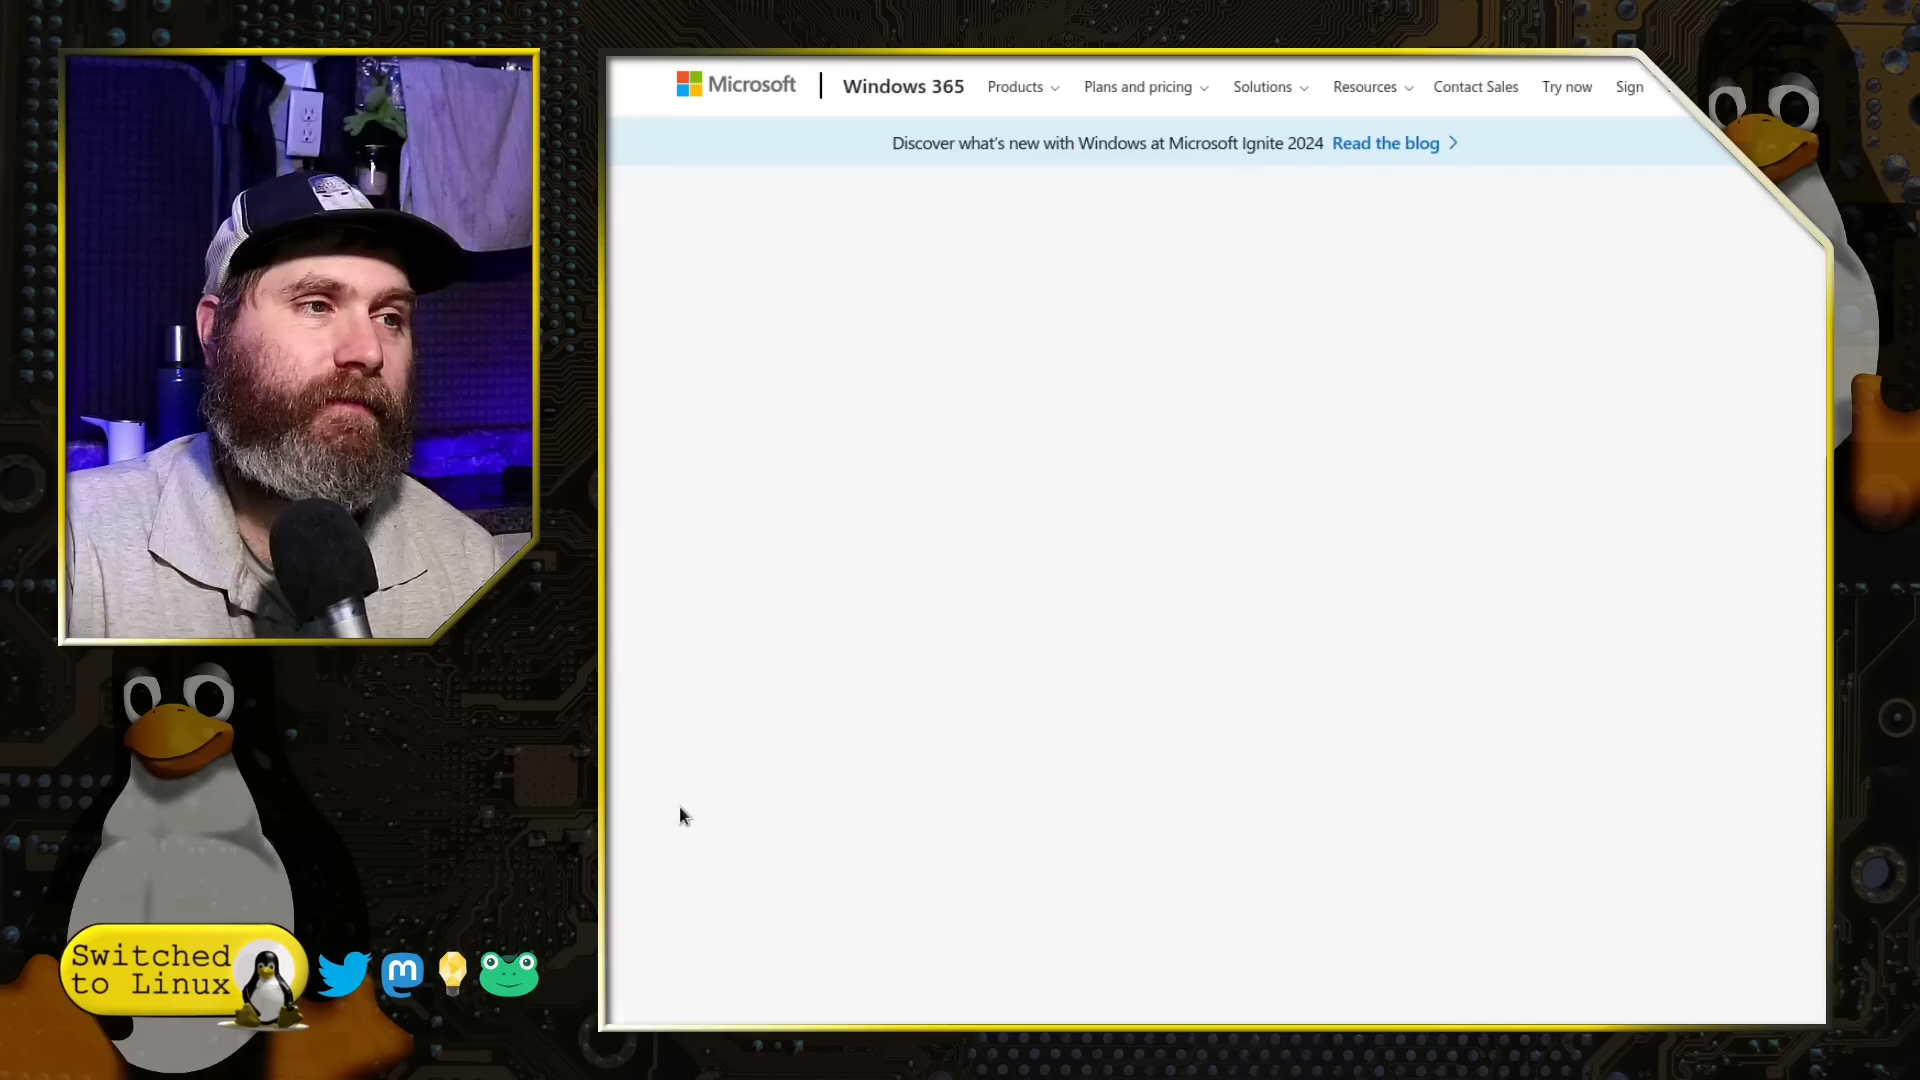 Microsoft
Windows 365
Products
Plans and pricing
Solutions
Resources
Contact Sales
Try now
Sign
Discover what's new with Windows at Microsoft Ignite 2024 Read the blog
Switched
to Linux